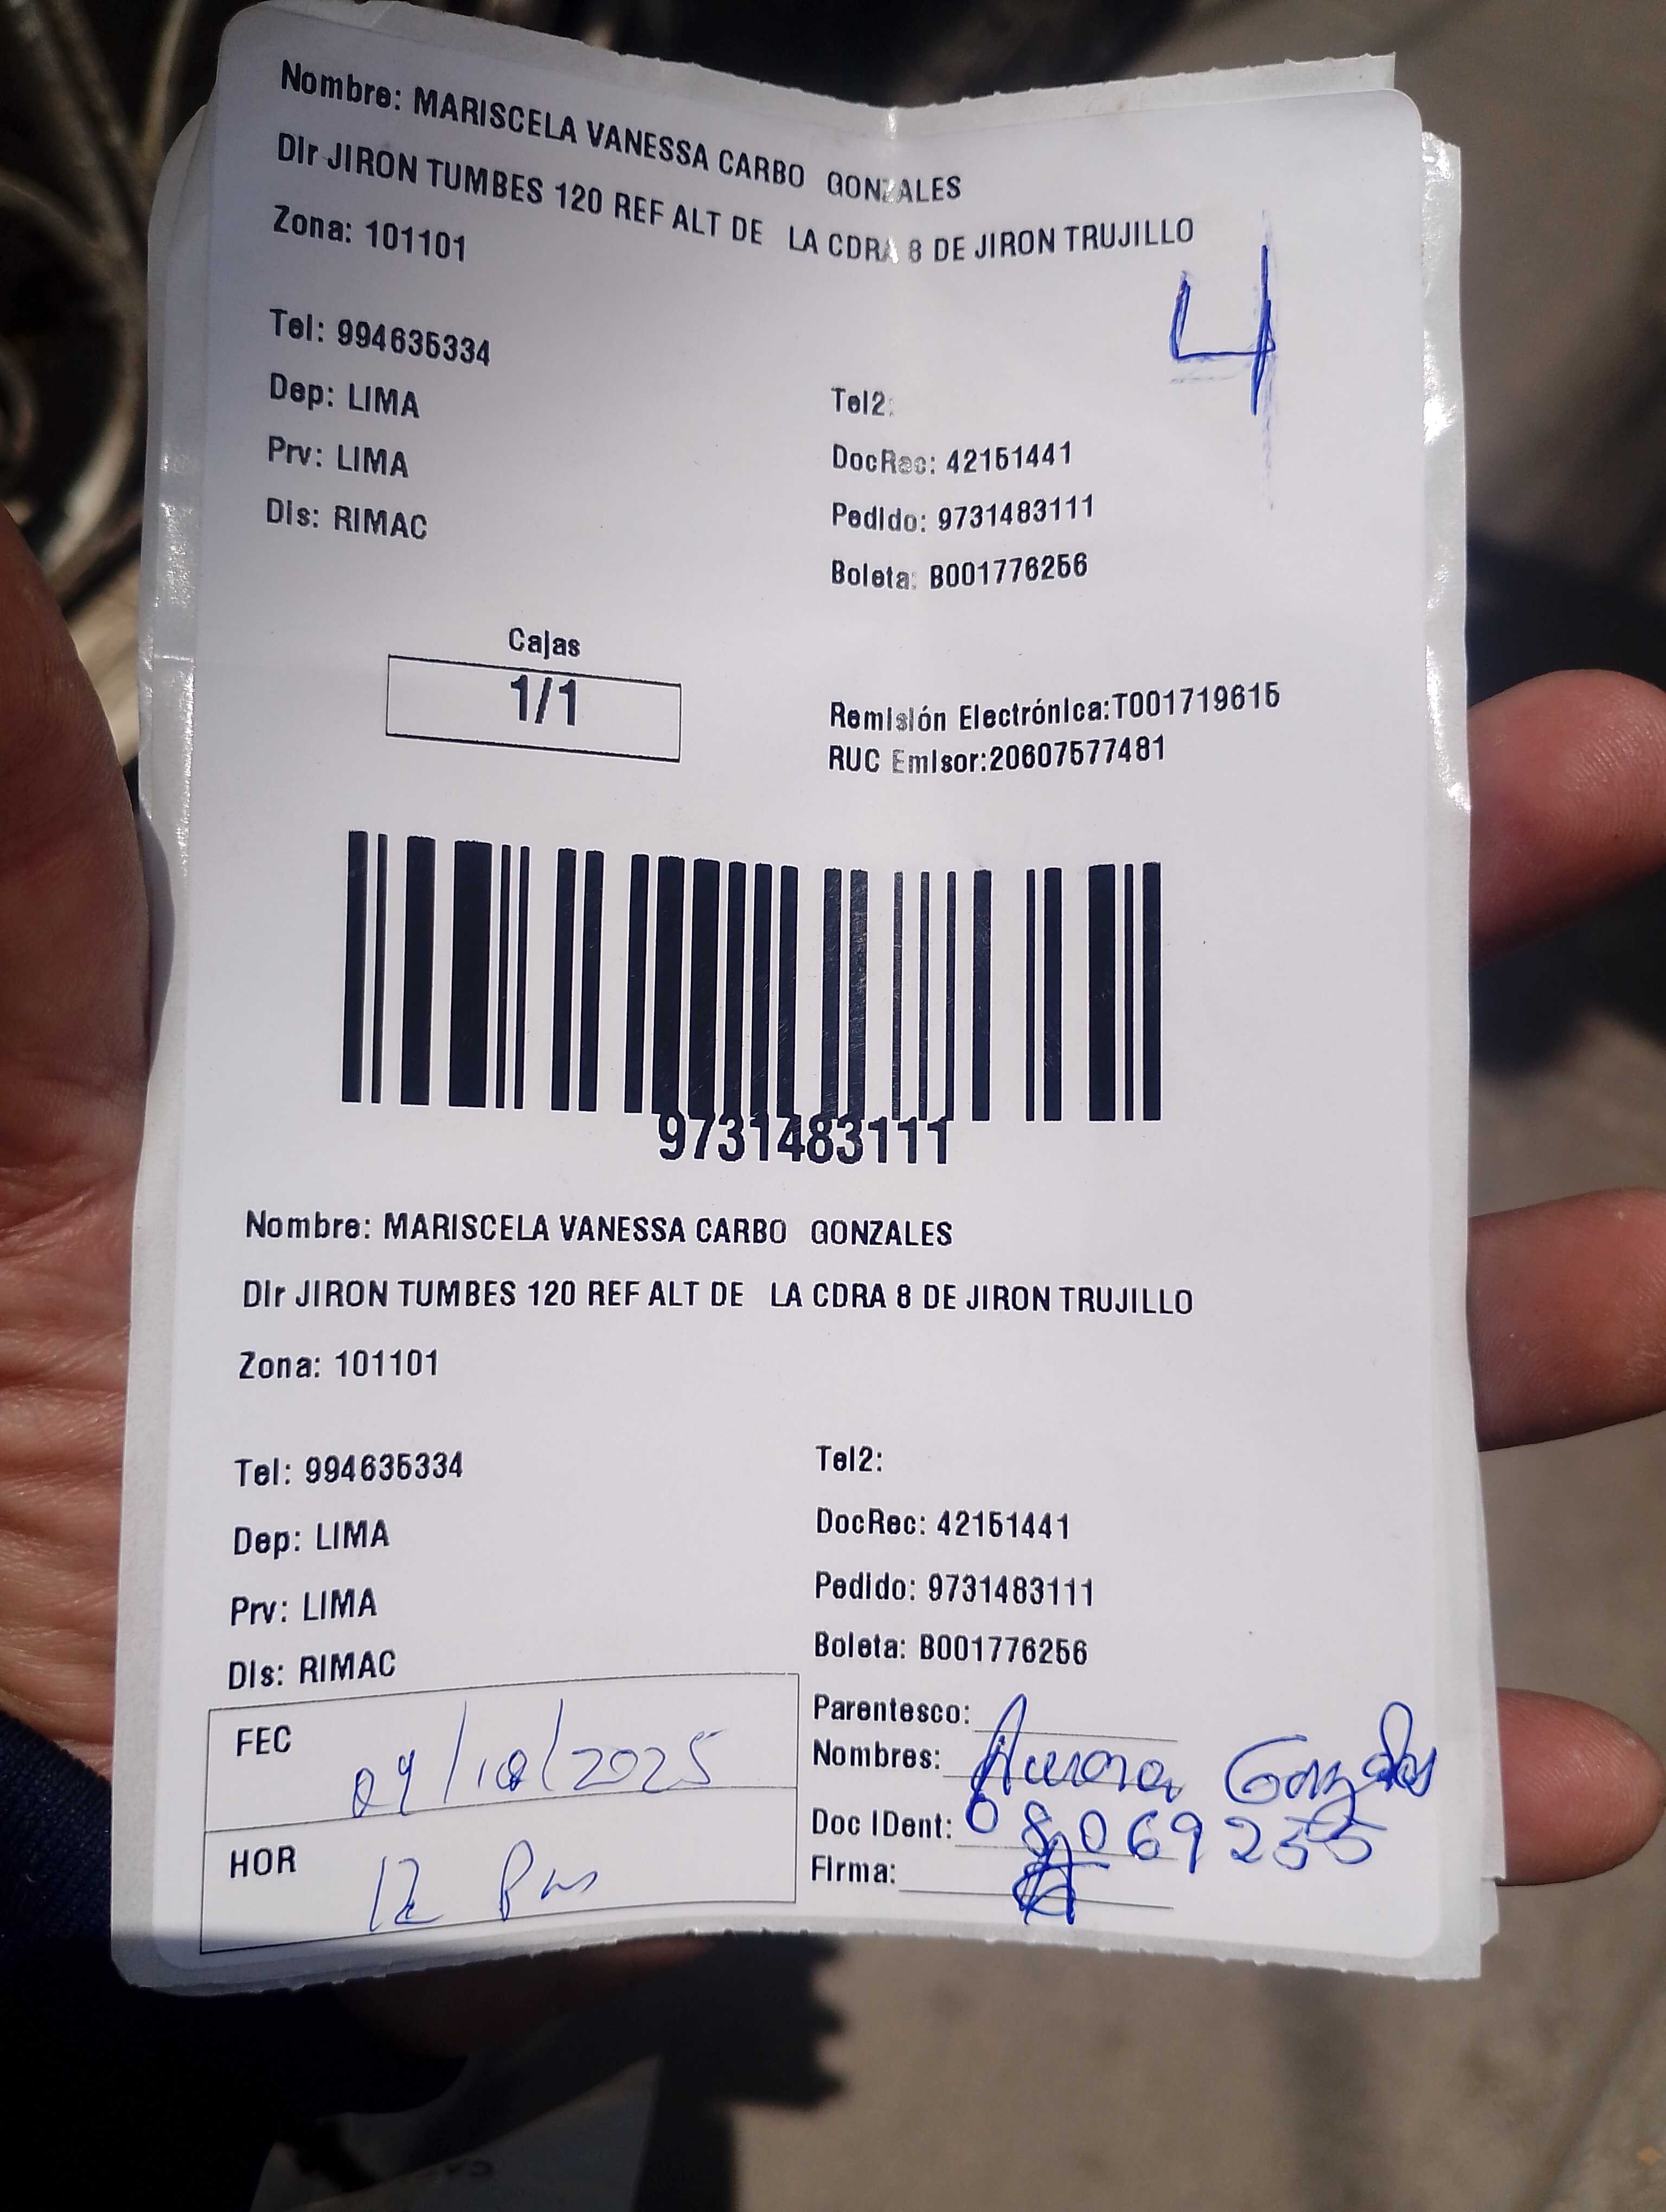 Nombre: MARISCELA VANESSA CARBO GONZALES
Dir JIRON TUMBES 120 REF ALT DE LA CDRA 8 DE JIRON TRUJILLO
Zona: 101101
4
Tel: 994635334
Tel2:
Dep: LIMA
DocRec: 42151441
Prv: LIMA
Pedido: 9731483111
Dis: RIMAC
Boleta: B001776256
Cajas
1/1
Remisión Electrónica:T001719615
RUC Emisor:20607577481
9731483111
Nombre: MARISCELA VANESSA CARBO GONZALES
Dir JIRON TUMBES 120 REF ALT DE LA CDRA 8 DE JIRON TRUJILLO
Zona: 101101
Tel: 994635334
Tel2:
Dep: LIMA
DocRec: 42151441
Prv: LIMA
Pedido: 9731483111
Dis: RIMAC
Boleta: B001776256
FEC
HOR 12 Pm
Parentesco:
Nombres: Aurora Gonzales
Doc IDent: 08069255
Firma: